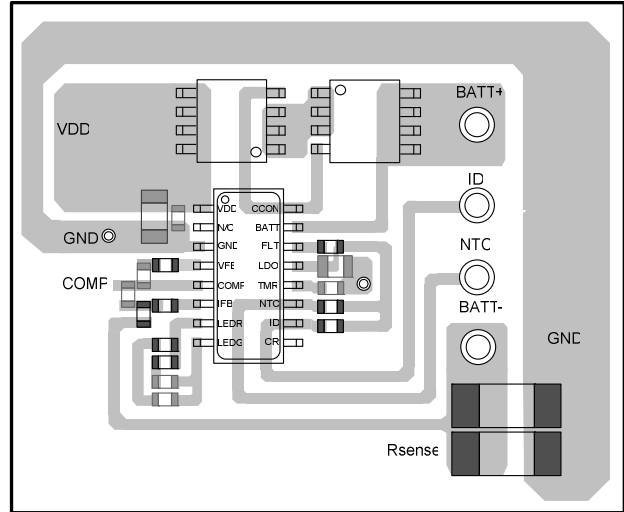 BATT+
VDD
ID
VDD CCON
N/C BATT
GND
GND FLT
NTC
VFB LDO
COMP
COMP TMR
IFB NTC
BATT-
LEDR ID
GND
LEDG CR
Rsense